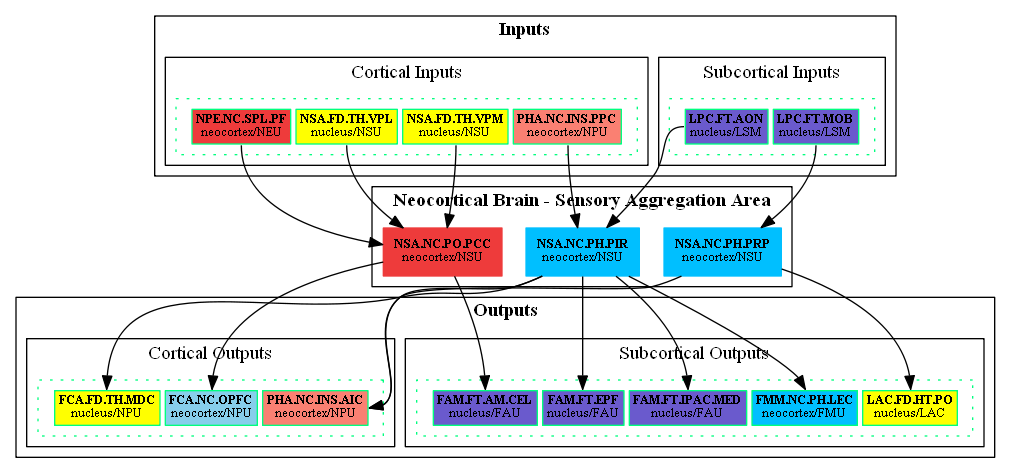 Inputs
Cortical Inputs
Subcortical Inputs
NPE.NC.SPL.PF
neocortex/NEU
NSA.FD.TH.VPL
nucleus/NSU
NSA.FD.TH.VPM
nucleus/NSU
PHA.NC.INS.PPC
neocortex/NPU
LPC.FT.AON
nucleus/LSM
LPC.FT.MOB
nucleus/LSM
Neocortical Brain - Sensory Aggregation Area
NSA.NC.PO.PCC
neocortex/NSU
NSA.NC.PH.PIR
neocortex/NSU
NSA.NC.PH.PRP
neocortex/NSU
Outputs
Cortical Outputs
Subcortical Outputs
FCA.FD.TH.MDC
nucleus/NPU
FCA.NC.OPFC
neocortex/NPU
PHA.NC.INS.AIC
neocortex/NPU
FAM.FT.AM.CEL
nucleus/FAU
FAM.FT.EPF
nucleus/FAU
FAM.FT.IPAC.MED
nucleus/FAU
FMM.NC.PH.LEC
neocortex/FMU
LAC.FD.HT.PO
nucleus/LAC